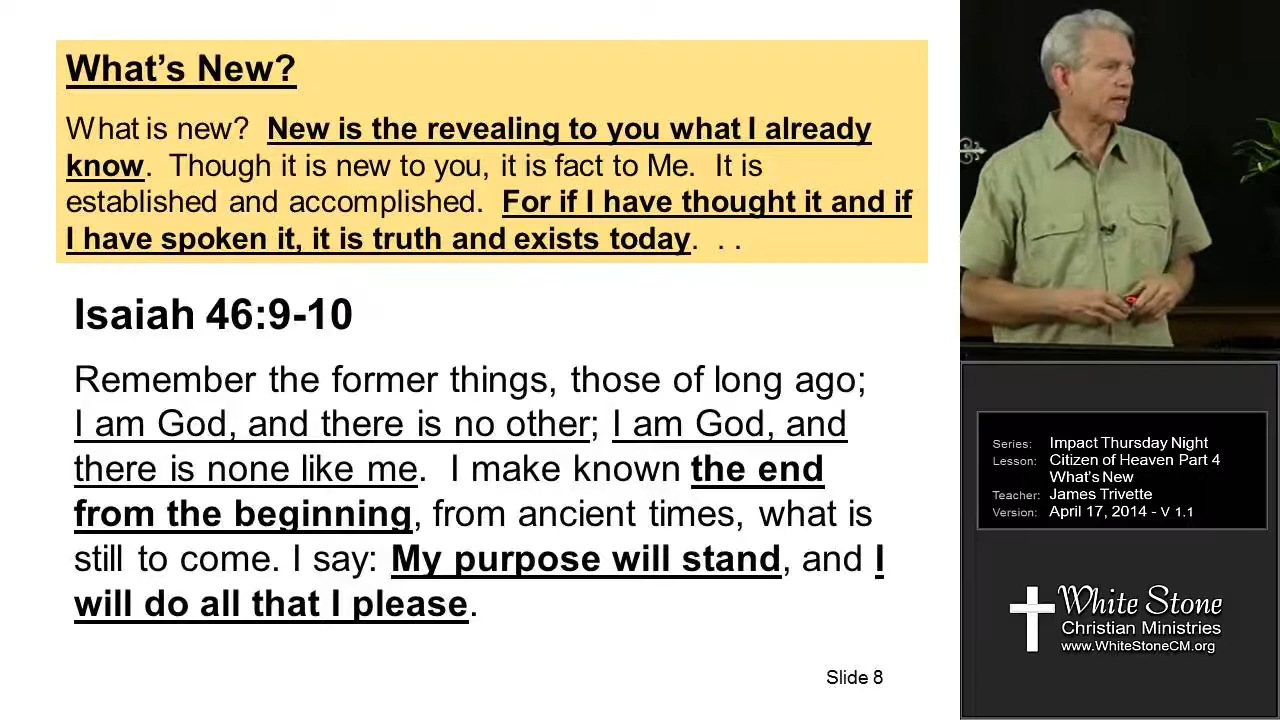 What's New?
What is new?  New is the revealing to you what I already
know.  Though it is new to you, it is fact to Me.  It is
established and accomplished.  For if I have thought it and if
I have spoken it, it is truth and exists today.  . .
Isaiah 46:9-10
Remember the former things, those of long ago;
I am God, and there is no other; I am God, and
there is none like me.  I make known the end
from the beginning, from ancient times, what is
still to come. I say: My purpose will stand, and I
will do all that I please.
Slide 8
Series: Impact Thursday Night
Lesson: Citizen of Heaven Part 4
What's New
Teacher: James Trivette
Version: April 17, 2014 - V 1.1
White Stone
Christian Ministries
www.WhiteStoneCM.org